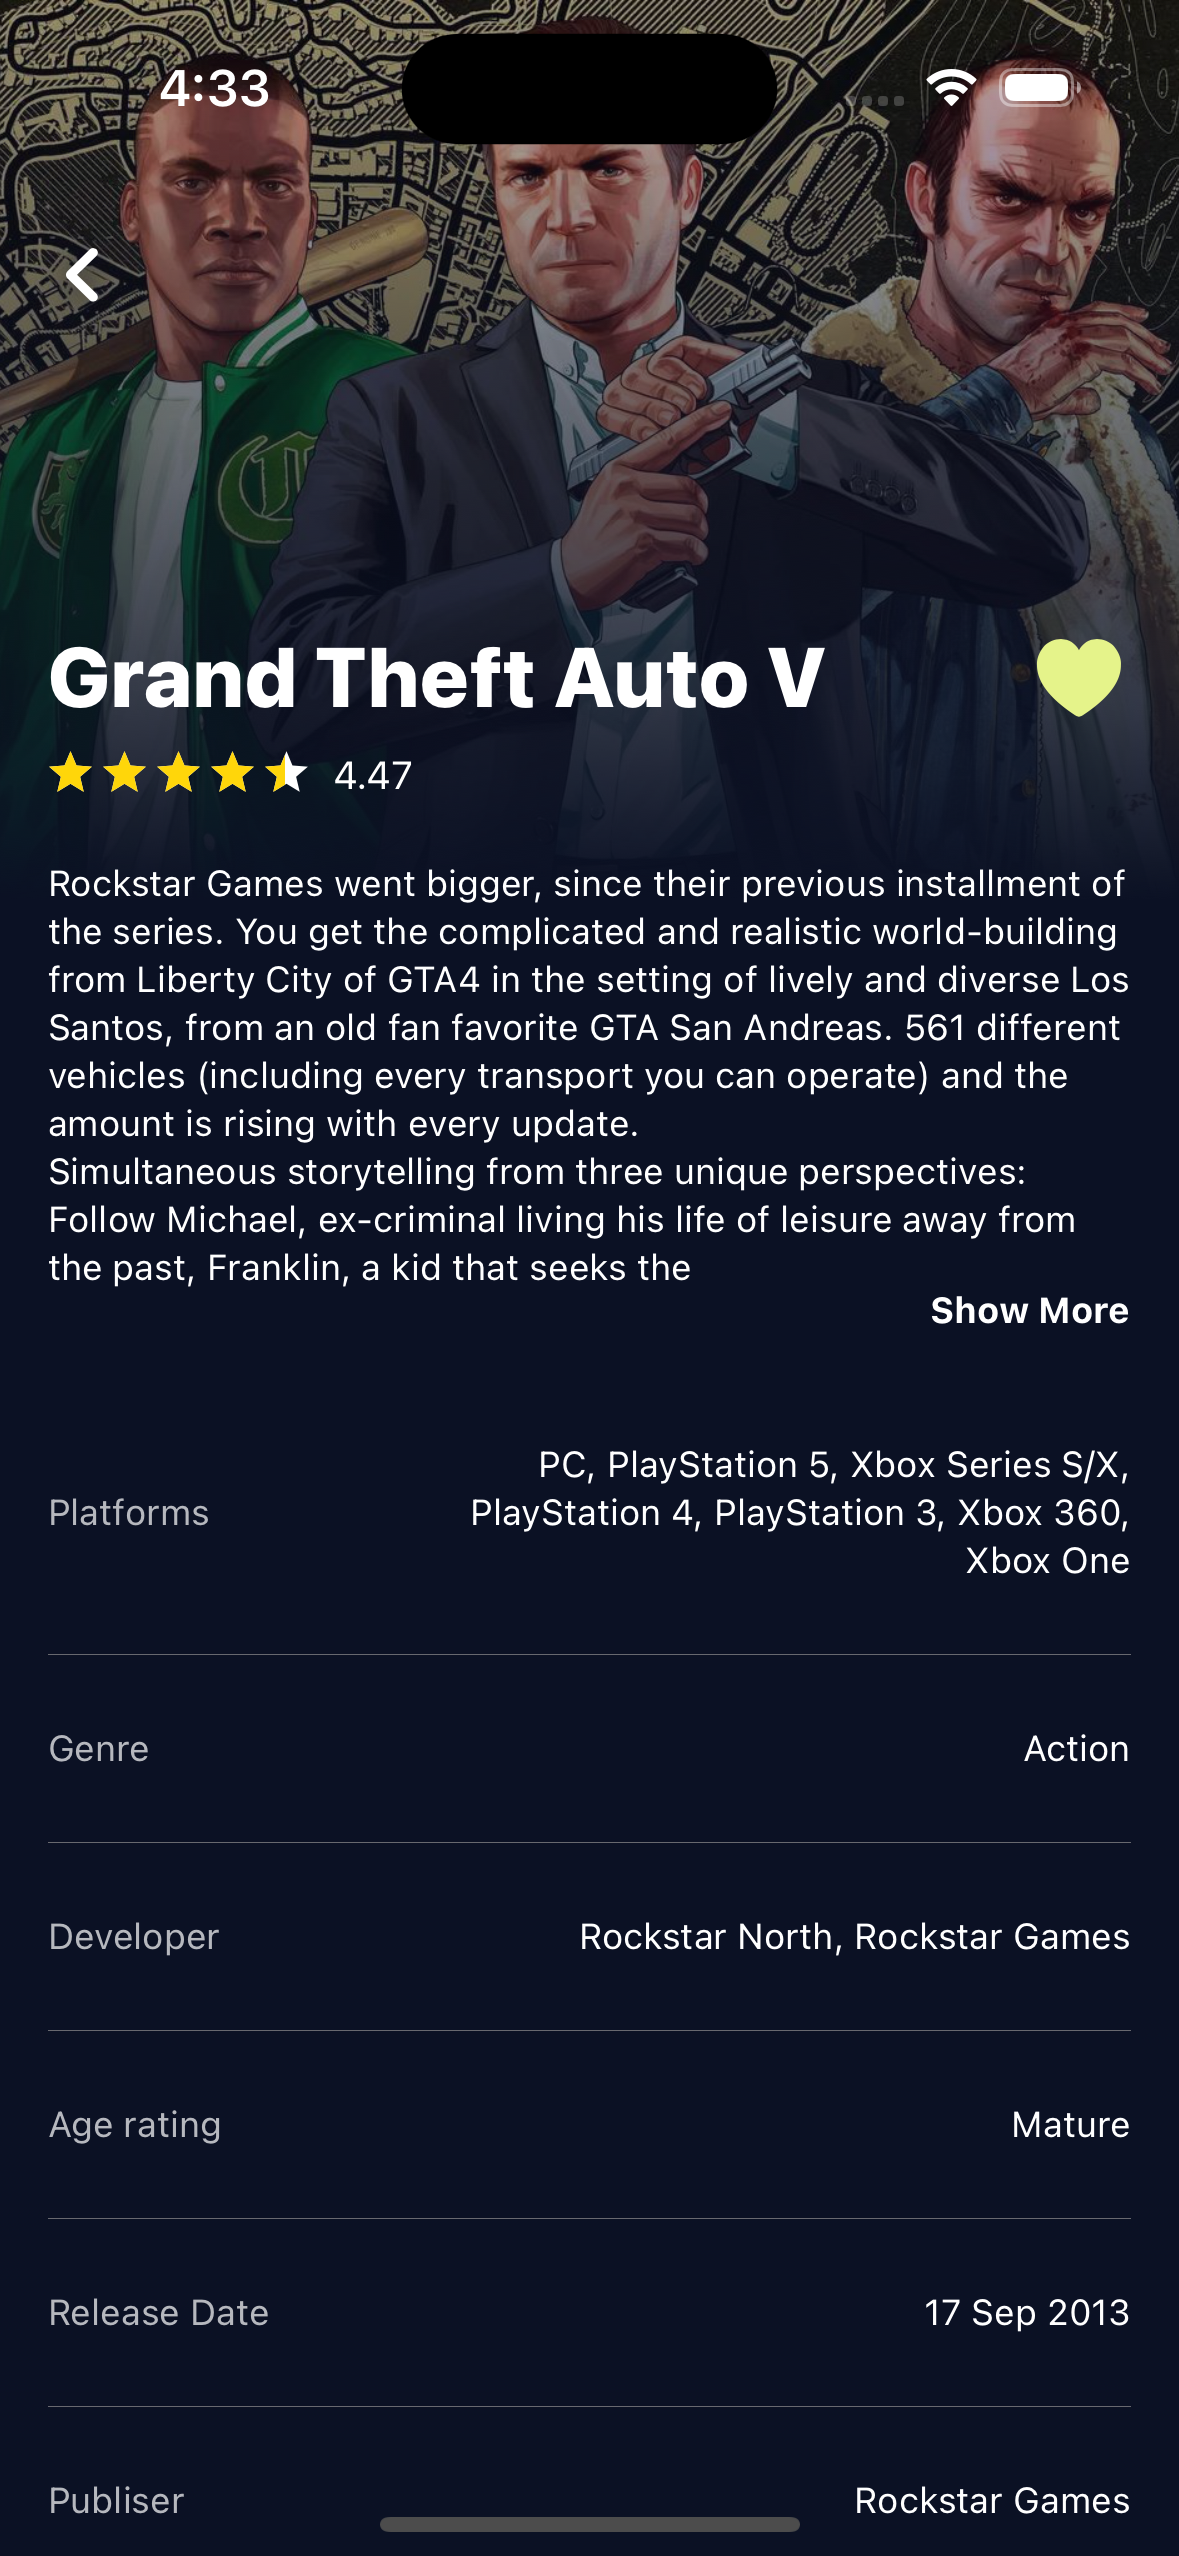 4:33
Grand Theft Auto V
4.47
Rockstar Games went bigger, since their previous installment of
the series. You get the complicated and realistic world-building
from Liberty City of GTA4 in the setting of lively and diverse Los
Santos, from an old fan favorite GTA San Andreas. 561 different
vehicles (including every transport you can operate) and the
amount is rising with every update.
Simultaneous storytelling from three unique perspectives:
Follow Michael, ex-criminal living his life of leisure away from
the past, Franklin, a kid that seeks the
Show More
Platforms
PC, PlayStation 5, Xbox Series S/X,
PlayStation 4, PlayStation 3, Xbox 360,
Xbox One
Genre
Action
Developer
Rockstar North, Rockstar Games
Age rating
Mature
Release Date
17 Sep 2013
Publiser
Rockstar Games